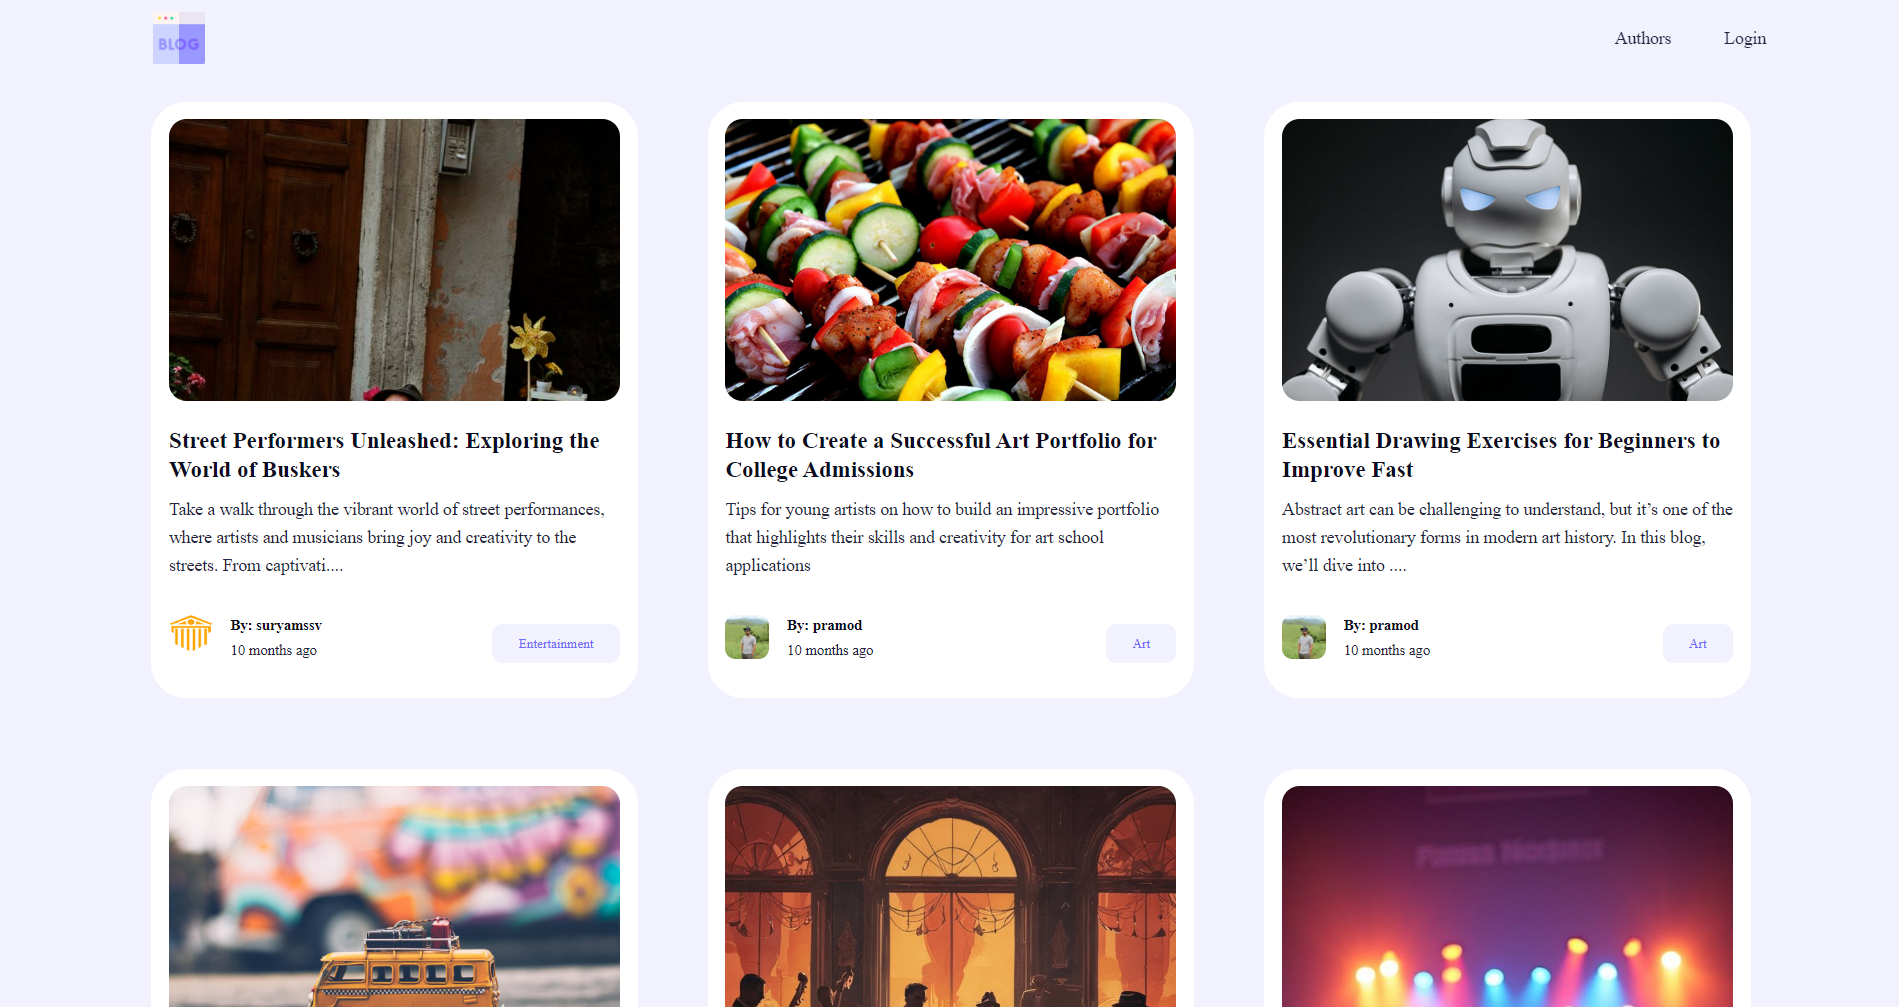 BLOG
Authors
Login
Street Performers Unleashed: Exploring the
World of Buskers
Take a walk through the vibrant world of street performances,
where artists and musicians bring joy and creativity to the
streets. From captivati....
By: suryamssv
10 months ago
Entertainment
How to Create a Successful Art Portfolio for
College Admissions
Tips for young artists on how to build an impressive portfolio
that highlights their skills and creativity for art school
applications
By: pramod
10 months ago
Art
Essential Drawing Exercises for Beginners to
Improve Fast
Abstract art can be challenging to understand, but it’s one of the
most revolutionary forms in modern art history. In this blog,
we’ll dive into ....
By: pramod
10 months ago
Art